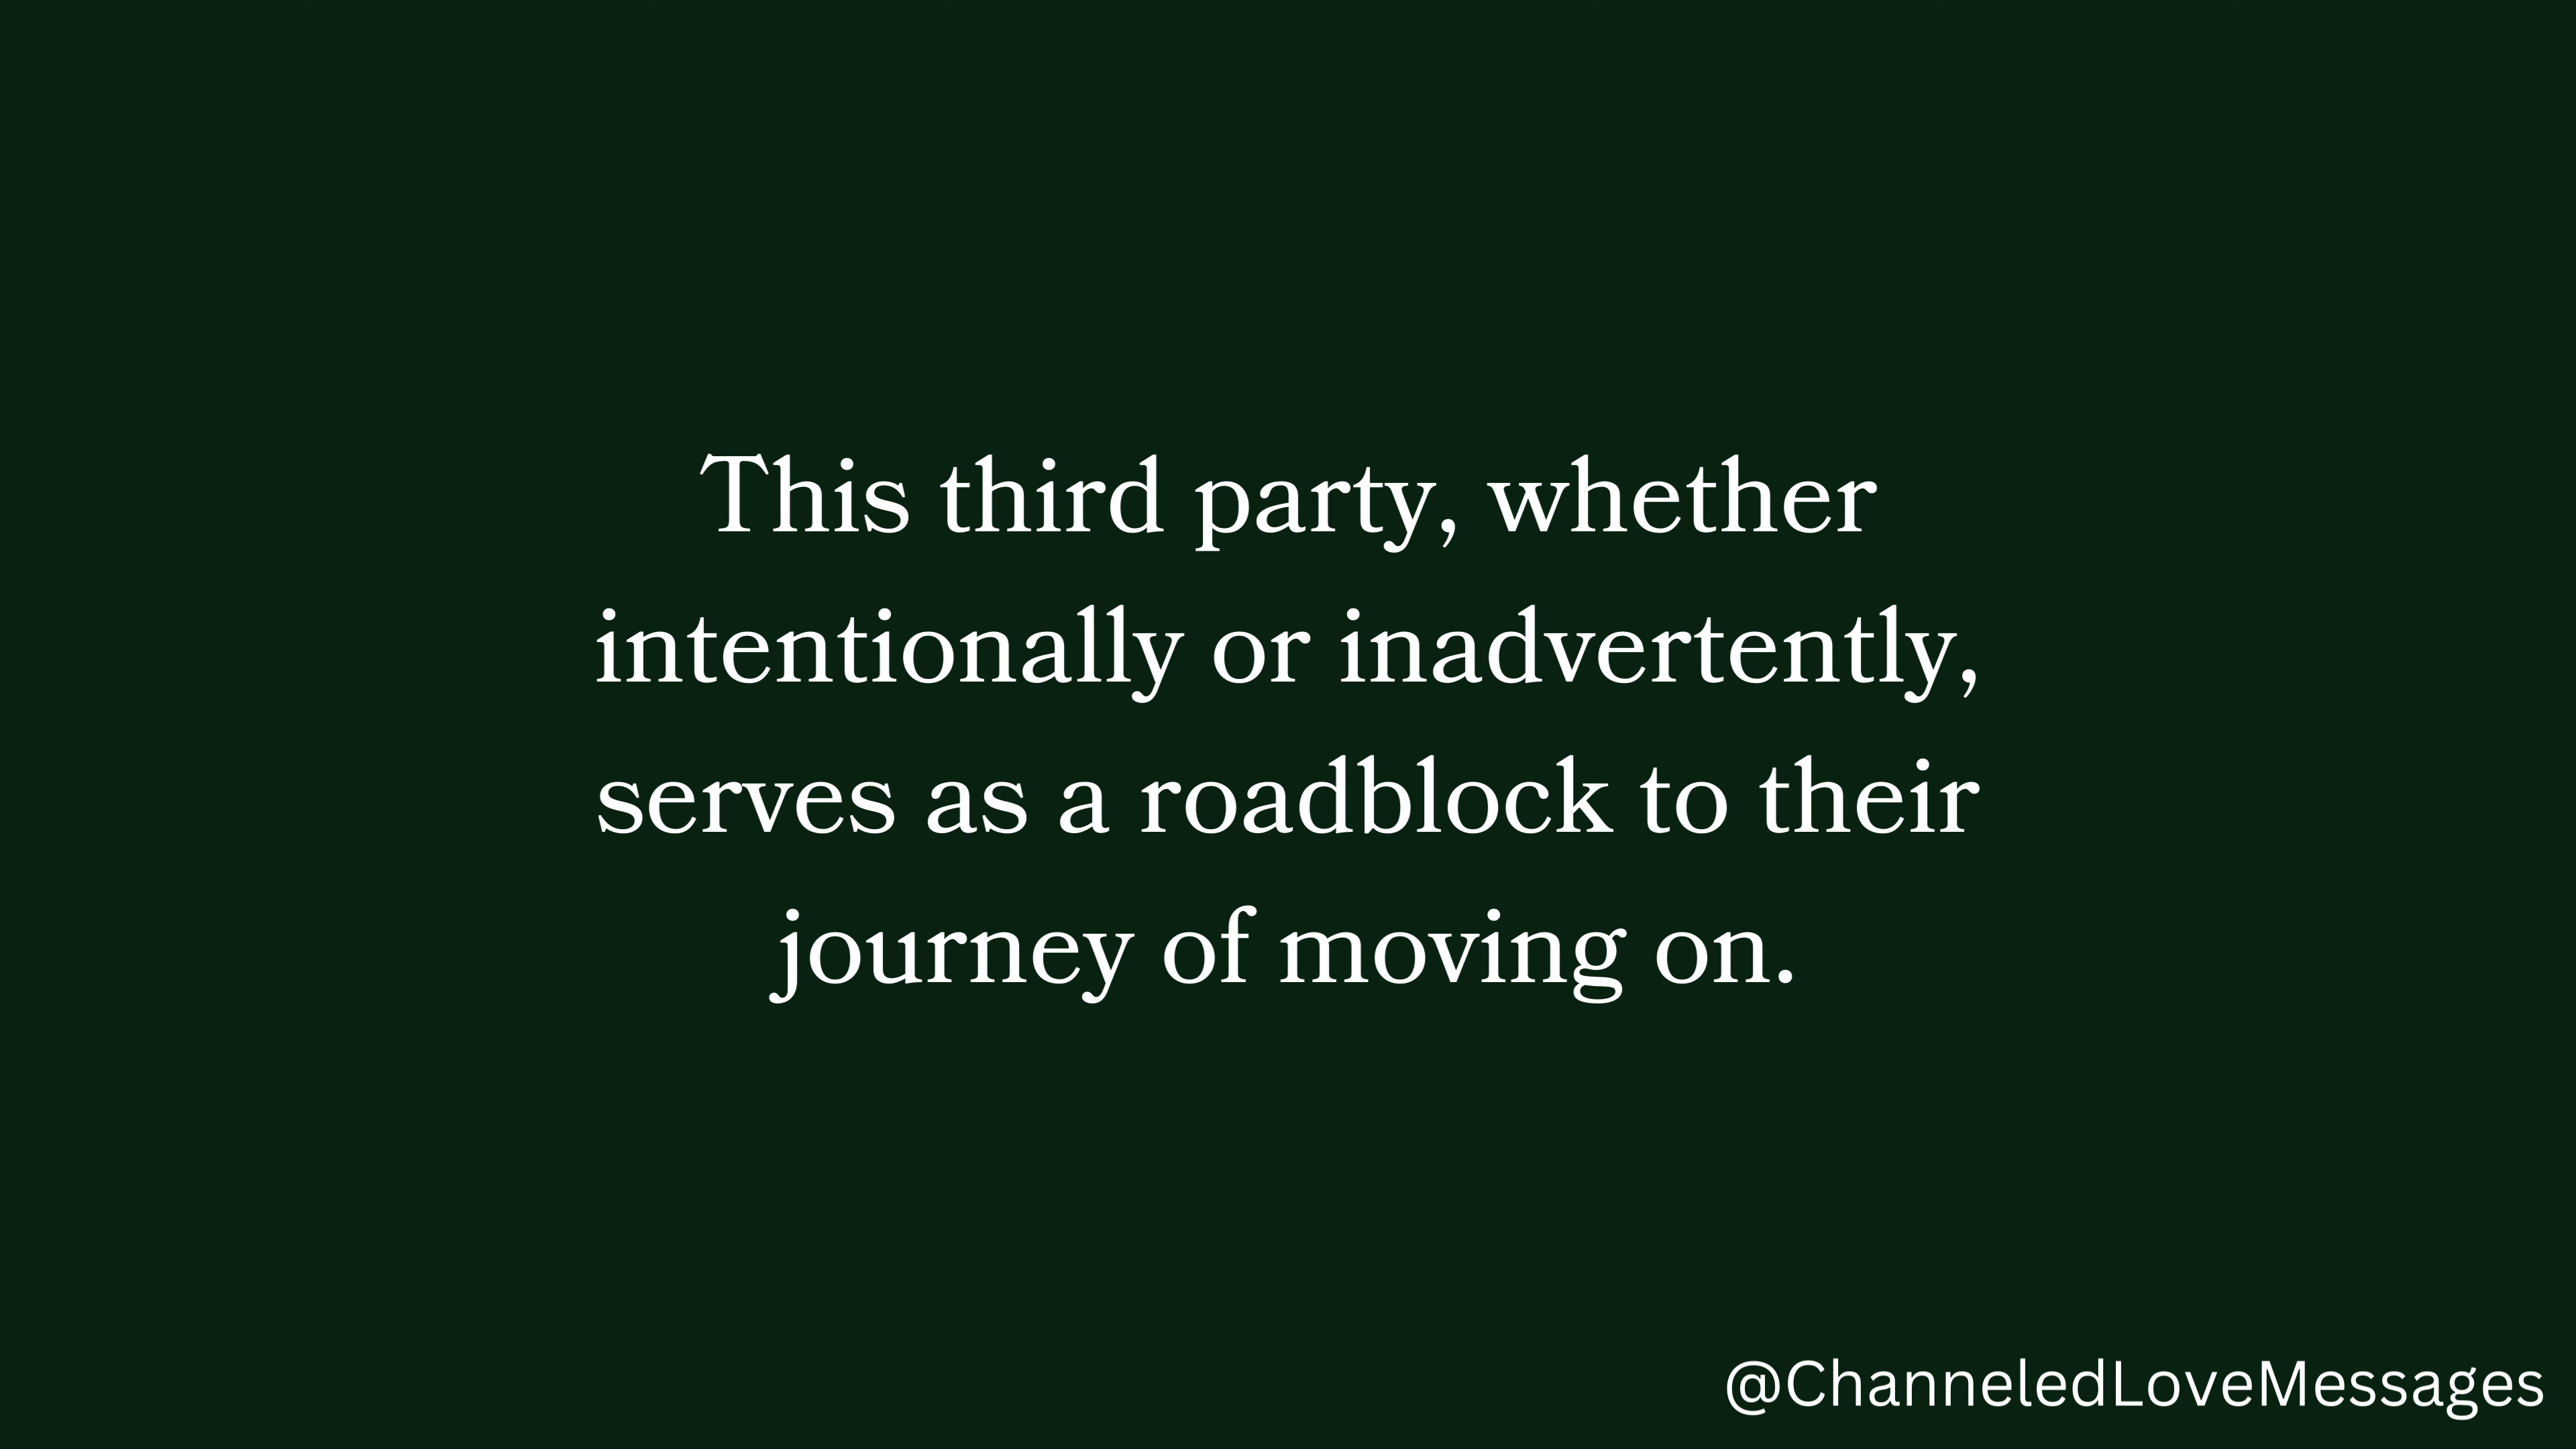 This third party, whether
intentionally or inadvertently,
serves as a roadblock to their
journey of moving on.
@ChanneledLoveMessages